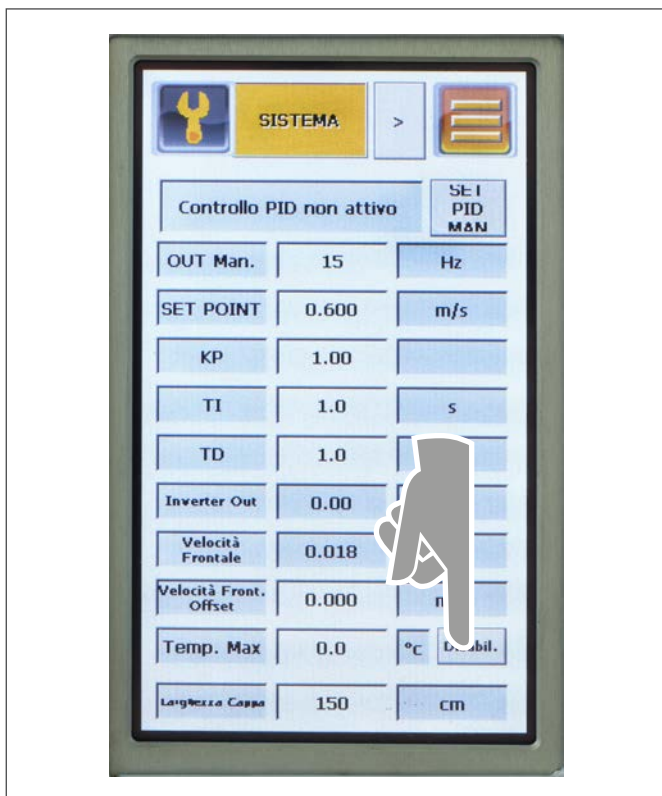 SISTEMA >
Controllo PID non attivo
SET
PID
MAN
OUT Man. 15 Hz
SET POINT 0.600 m/s
KP 1.00
TI 1.0 s
TD 1.0
Inverter Out 0.00
Velocità
Frontale
0.018
Velocità Front.
Offset
0.000
Temp. Max 0.0 °C
Larghezza Cappa 150 cm